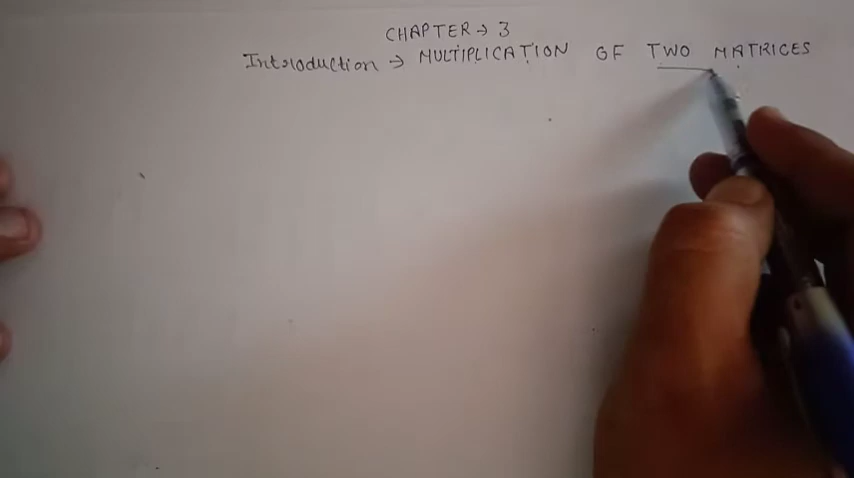 CHAPTER → 3
Introduction → MULTIPLICATION OF TWO MATRICES